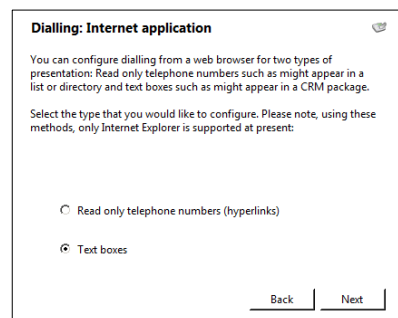 Dialling: Internet application
You can configure dialling from a web browser for two types of
presentation: Read only telephone numbers such as might appear in a
list or directory and text boxes such as might appear in a CRM package.
Select the type that you would like to configure. Please note, using these
methods, only Internet Explorer is supported at present:
Read only telephone numbers (hyperlinks)
Text boxes
Back Next